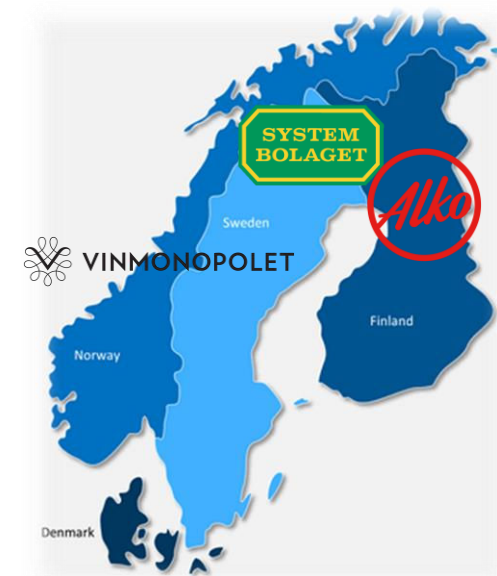 SYSTEM
BOLAGET
Alko
Sweden
VINMONOPOLET
Finland
Norway
Denmark